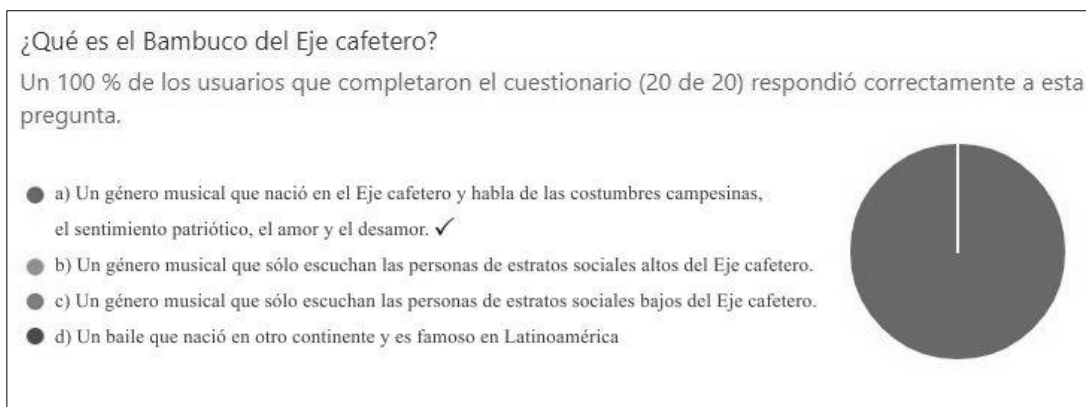 ¿Qué es el Bambuco del Eje cafetero?
Un 100 % de los usuarios que completaron el cuestionario (20 de 20) respondió correctamente a esta
pregunta.
a) Un género musical que nació en el Eje cafetero y habla de las costumbres campesinas,
el sentimiento patriótico, el amor y el desamor. ✓
b) Un género musical que sólo escuchan las personas de estratos sociales altos del Eje cafetero.
c) Un género musical que sólo escuchan las personas de estratos sociales bajos del Eje cafetero.
d) Un baile que nació en otro continente y es famoso en Latinoamérica